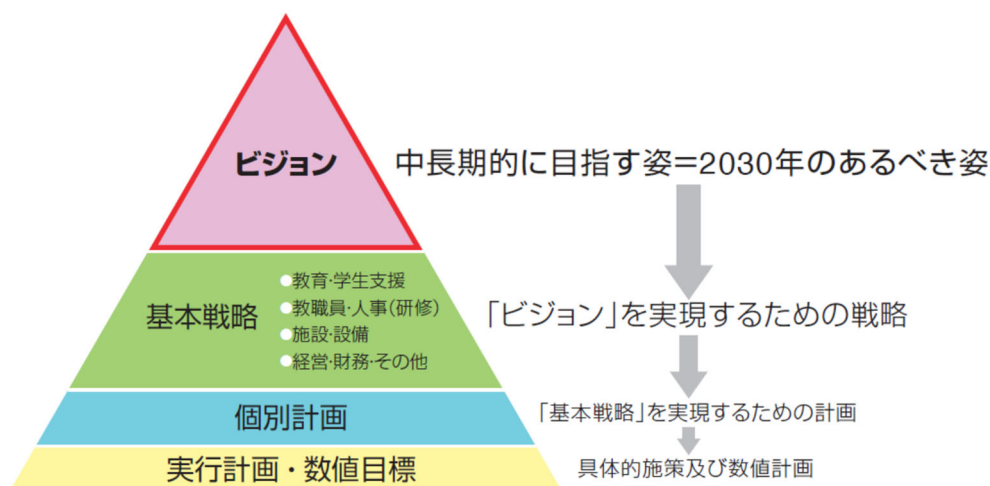 ビジョン
中長期的に目指す姿=2030年のあるべき姿
基本戦略
●教育·学生支援
●教職員·人事(研修)
●施設·設備
●経営·財務·その他
「ビジョン」を実現するための戦略
個別計画
「基本戦略」を実現するための計画
実行計画・数値目標
具体的施策及び数値計画